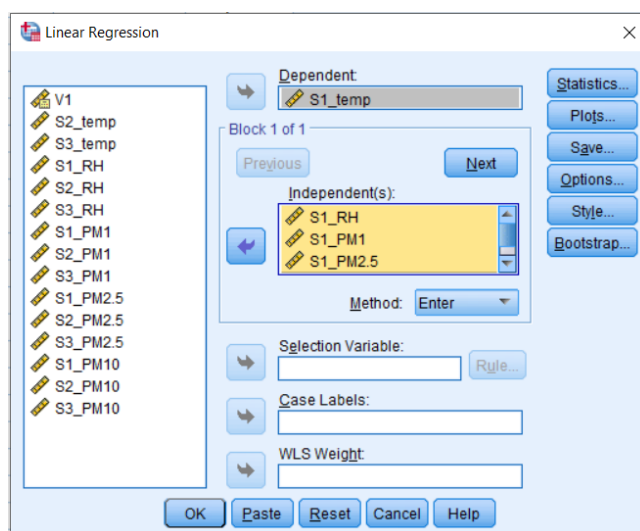 Linear Regression
V1
S2_temp
S3_temp
S1_RH
S2_RH
S3_RH
S1_PM1
S2_PM1
S3_PM1
S1_PM2.5
S2_PM2.5
S3_PM2.5
S1_PM10
S2_PM10
S3_PM10
Dependent:
S1_temp
Block 1 of 1
Previous
Next
Independent(s):
S1_RH
S1_PM1
S1_PM2.5
Method: Enter
Selection Variable:
Rule...
Case Labels:
WLS Weight:
Statistics...
Plots...
Save...
Options...
Style...
Bootstrap...
OK Paste Reset Cancel Help